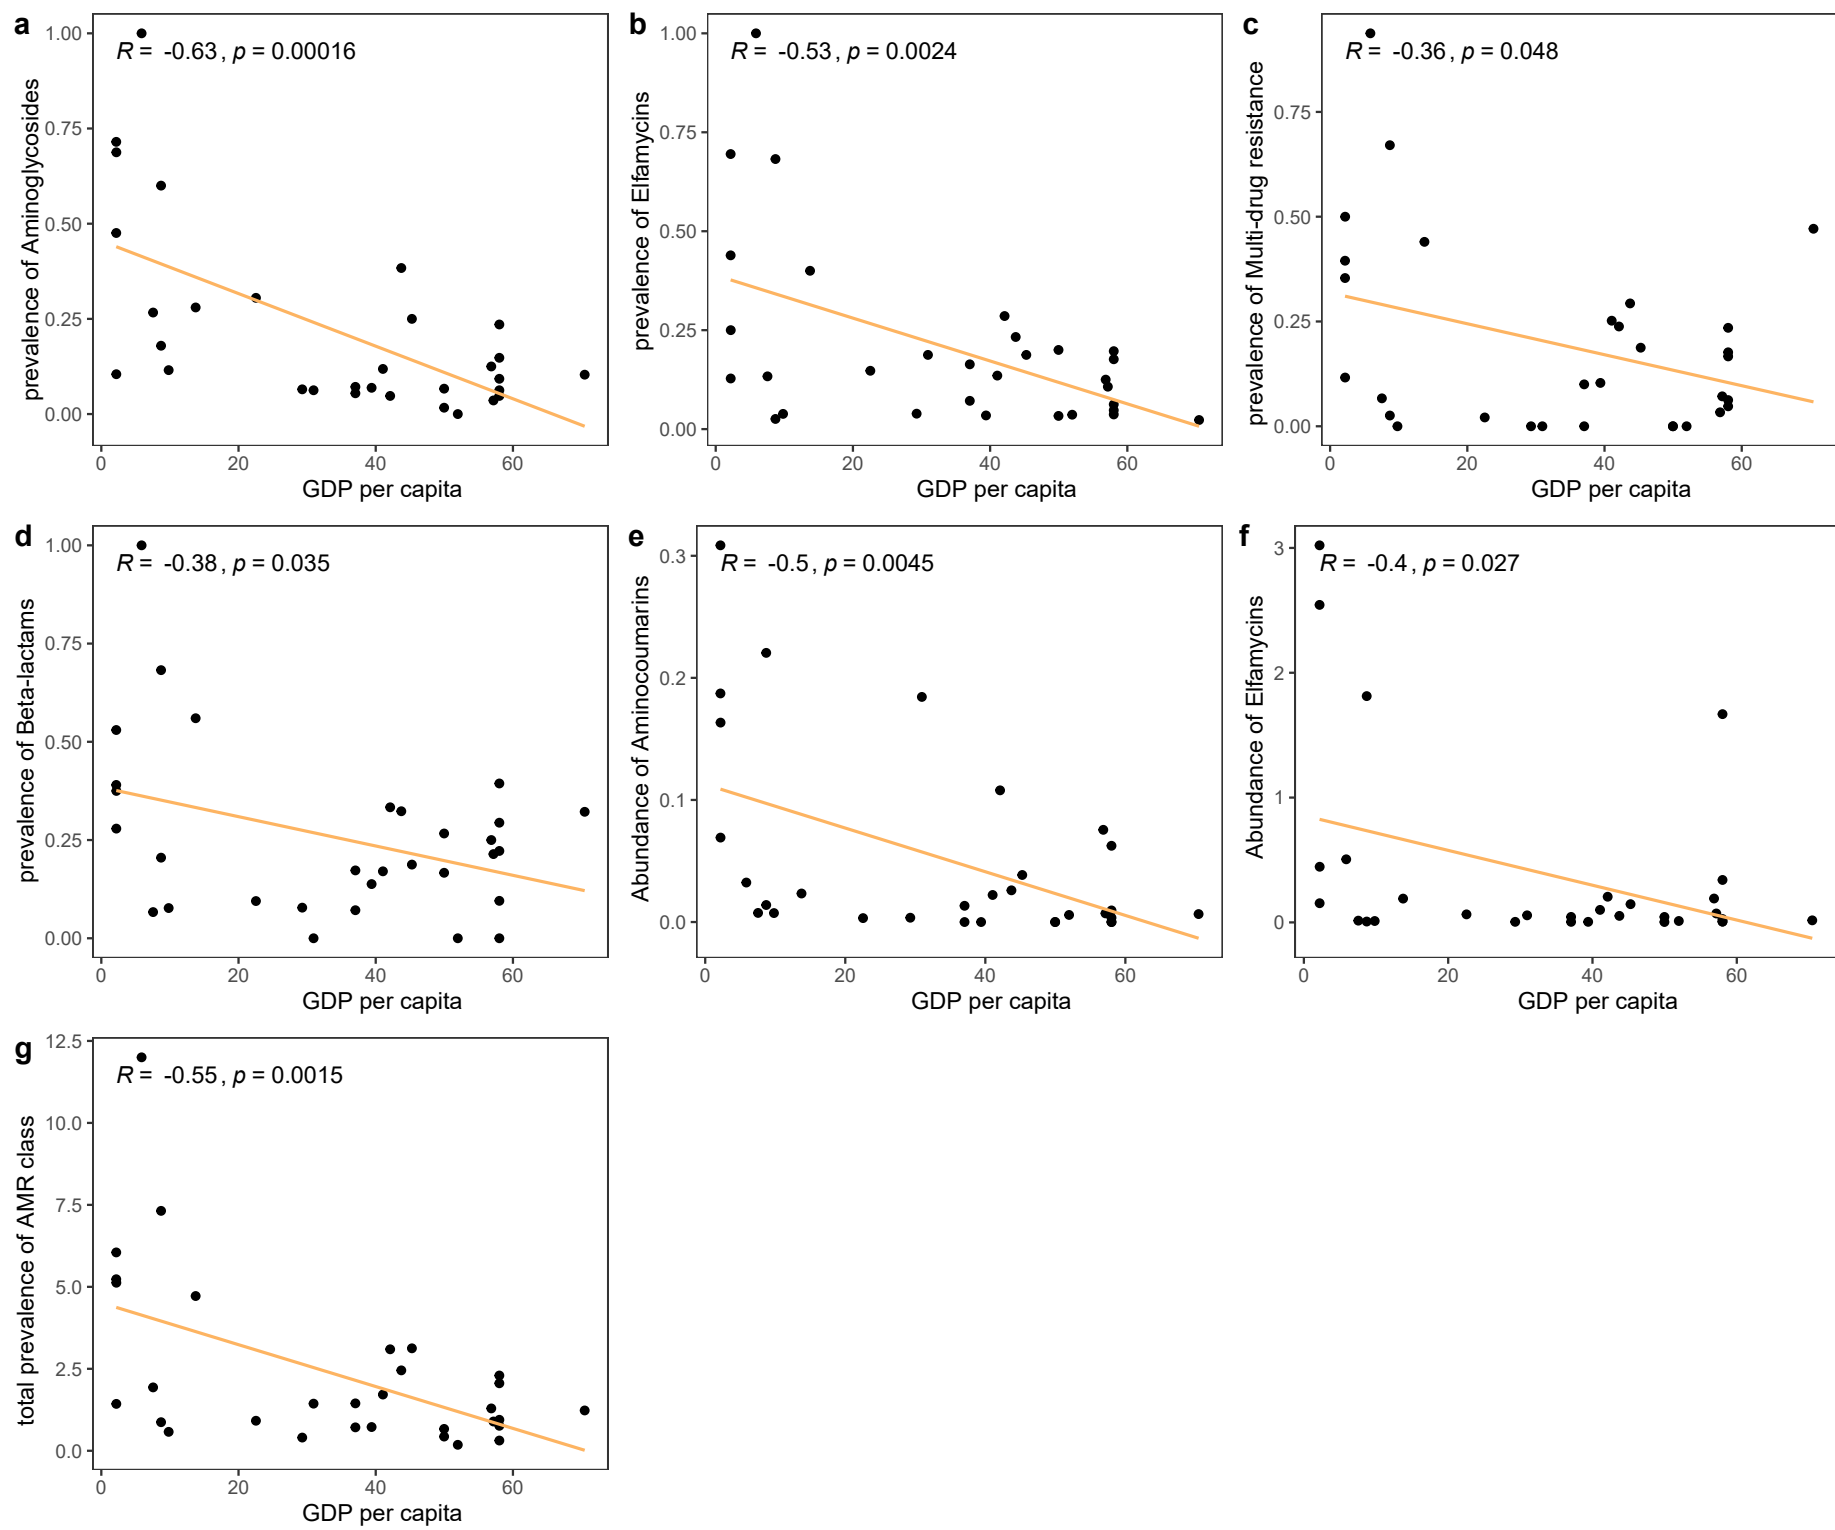 a
R = -0.63, p = 0.00016
prevalence of Aminoglycosides
1.00
0.75
0.50
0.25
0.00
0 20 40 60
GDP per capita
b
R = -0.53, p = 0.0024
prevalence of Elfamycins
1.00
0.75
0.50
0.25
0.00
0 20 40 60
GDP per capita
c
R = -0.36, p = 0.048
prevalence of Multi-drug resistance
0.75
0.50
0.25
0.00
0 20 40 60
GDP per capita
d
R = -0.38, p = 0.035
prevalence of Beta-lactams
1.00
0.75
0.50
0.25
0.00
0 20 40 60
GDP per capita
e
R = -0.5, p = 0.0045
Abundance of Aminocoumarins
0.3
0.2
0.1
0.0
0 20 40 60
GDP per capita
f
R = -0.4, p = 0.027
Abundance of Elfamycins
3
2
1
0
0 20 40 60
GDP per capita
g
R = -0.55, p = 0.0015
total prevalence of AMR class
12.5
10.0
7.5
5.0
2.5
0.0
0 20 40 60
GDP per capita